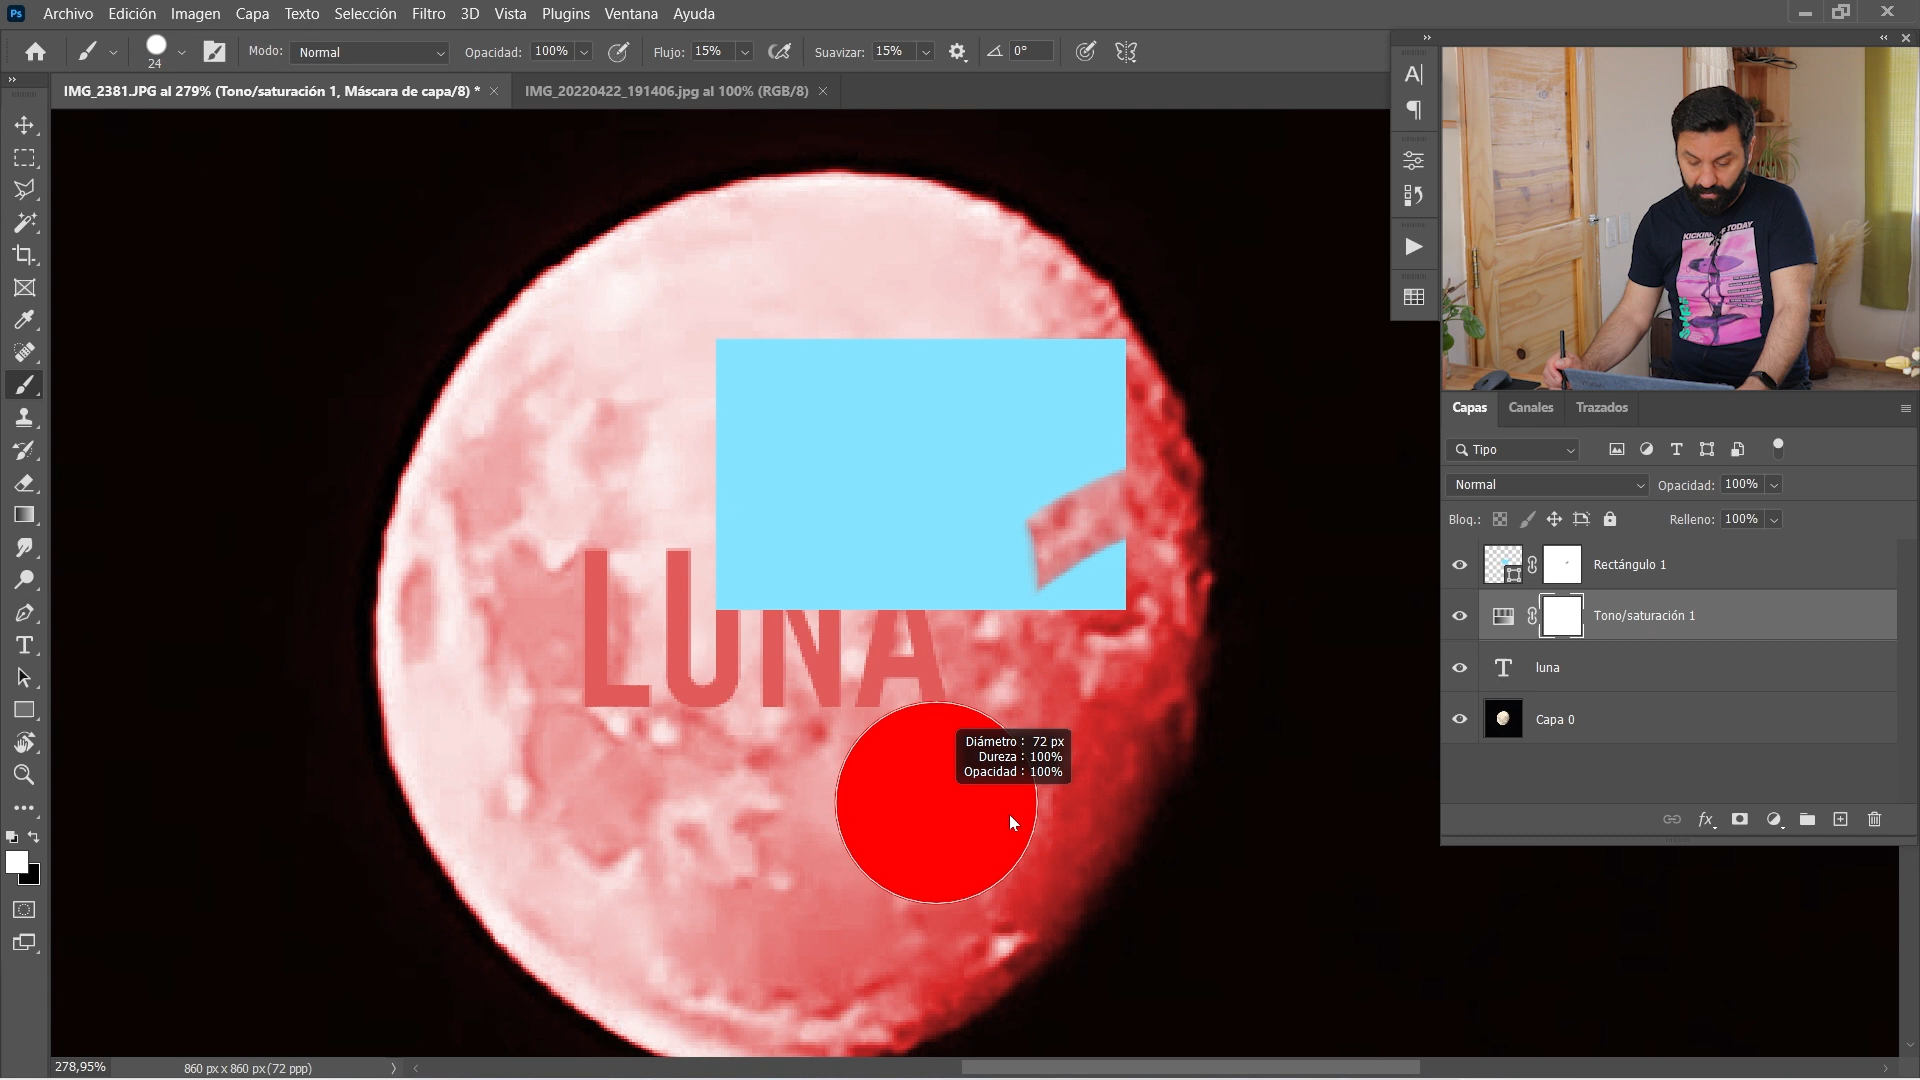 Ps Archivo Edición Imagen Capa Texto Selección Filtro 3D Vista Plugins Ventana Ayuda
24 Modo: Normal Opacidad: 100% Flujo: 15% Suavizar: 15% 0°
IMG_2381.JPG al 279% (Tono/saturación 1, Máscara de capa/8) * IMG_20220422_191406.jpg al 100% (RGB/8)
KICKIN TODAY
LUNA
Diámetro: 72 px
Dureza: 100%
Opacidad: 100%
Capas Canales Trazados
Tipo
Normal Opacidad: 100%
Bloq.: Relleno: 100%
Rectángulo 1
Tono/saturación 1
luna
Capa 0
278,95% 860 px x 860 px (72 ppp)